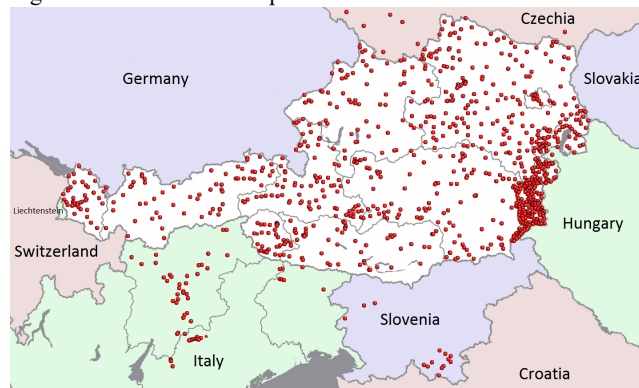 Czechia
Germany
Slovakia
Liechtenstein
Switzerland
Hungary
Slovenia
Italy
Croatia